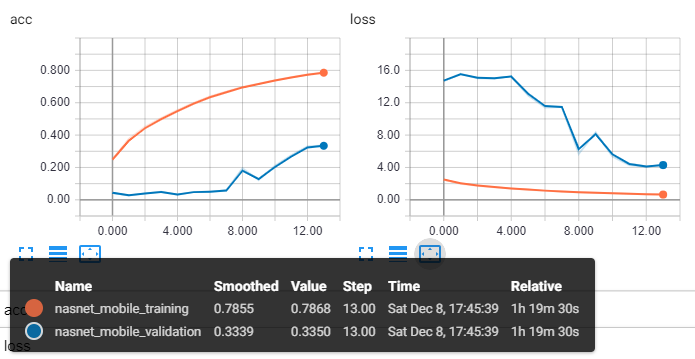 acc loss
0.800 16.0
0.600 12.0
0.400 8.00
0.200 4.00
0.00 0.00
0.000 4.000 8.000 12.00 0.000 4.000 8.000 12.00
Name Smoothed Value Step Time Relative
acc nasnet_mobile_training 0.7855 0.7868 13.00 Sat Dec 8, 17:45:39 1h 19m 30s
nasnet_mobile_validation 0.3339 0.3350 13.00 Sat Dec 8, 17:45:39 1h 19m 30s
loss